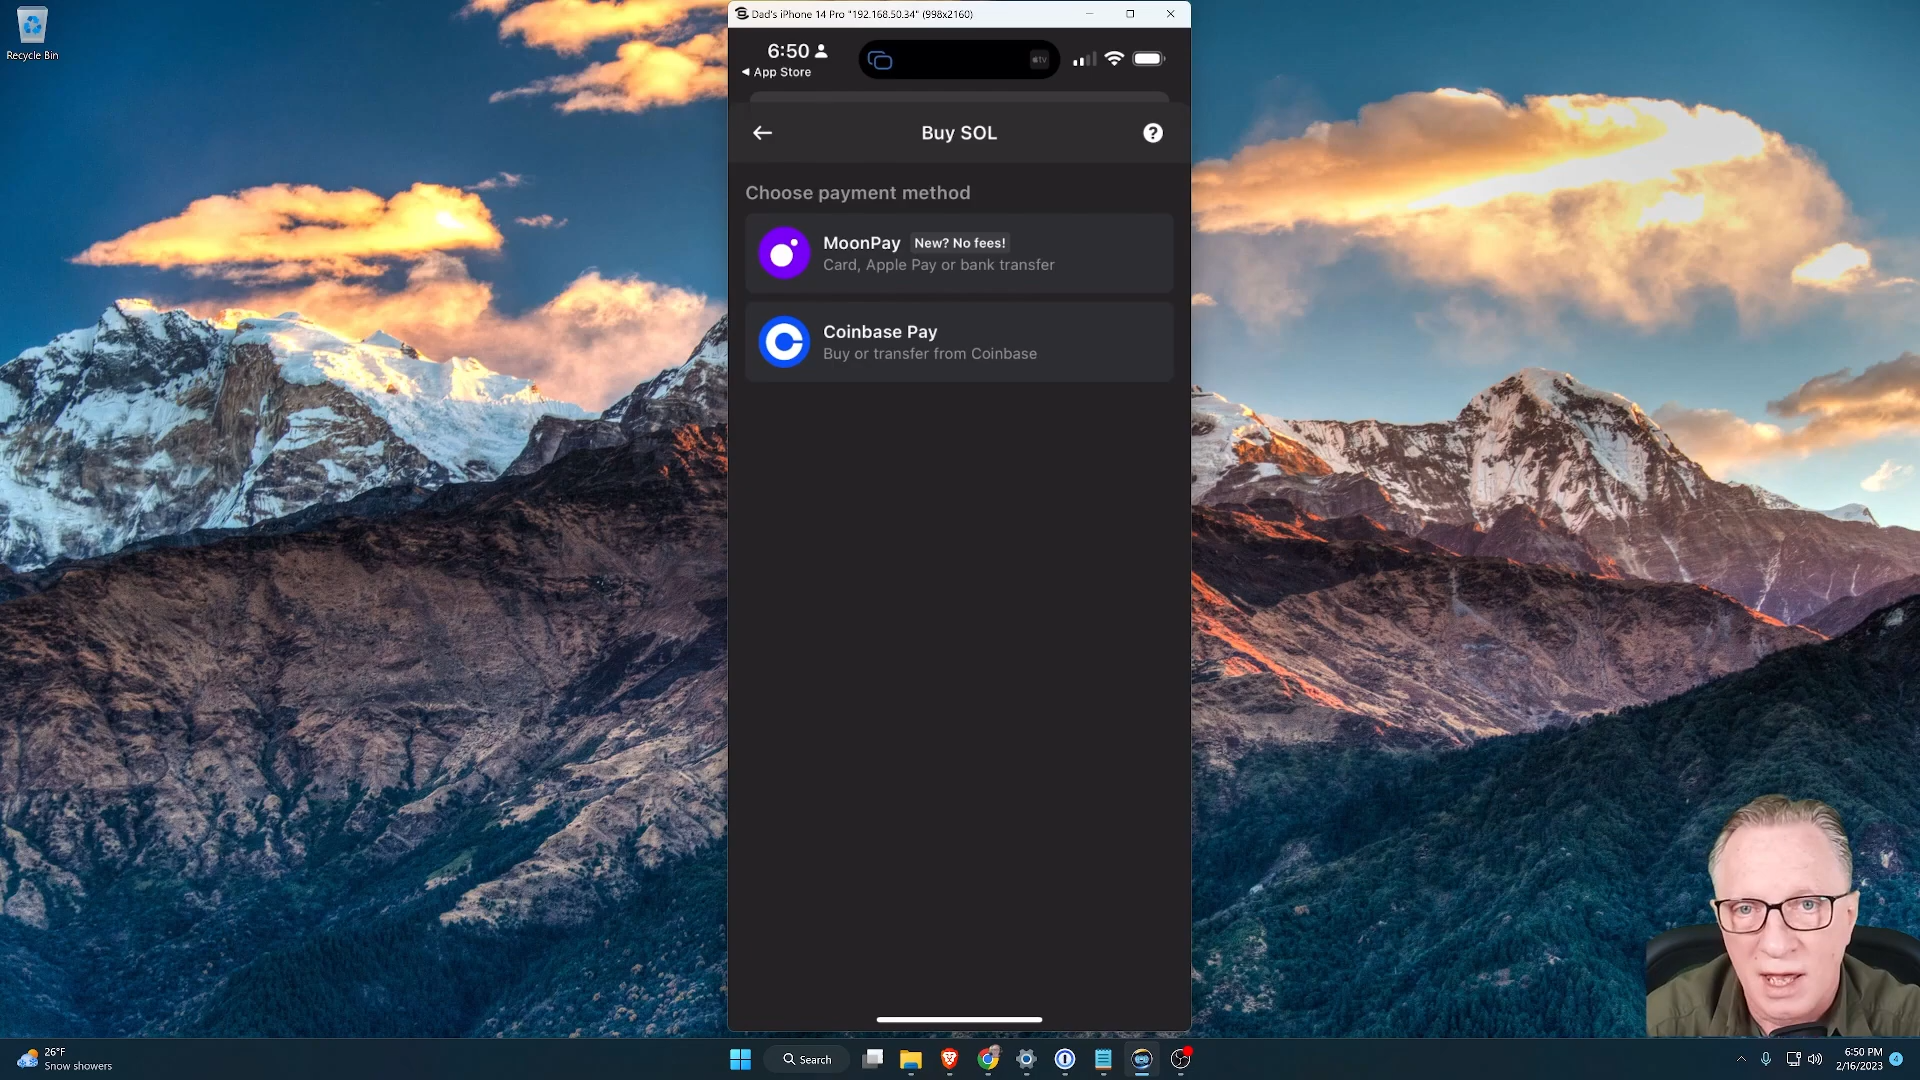 Recycle Bin
Dad's iPhone 14 Pro "192.168.50.34" (998x2160)
6:50
App Store
tv
Buy SOL
?
Choose payment method
MoonPay New? No fees!
Card, Apple Pay or bank transfer
Coinbase Pay
Buy or transfer from Coinbase
26°F
Snow showers
Search
6:50 PM
2/16/2023
4